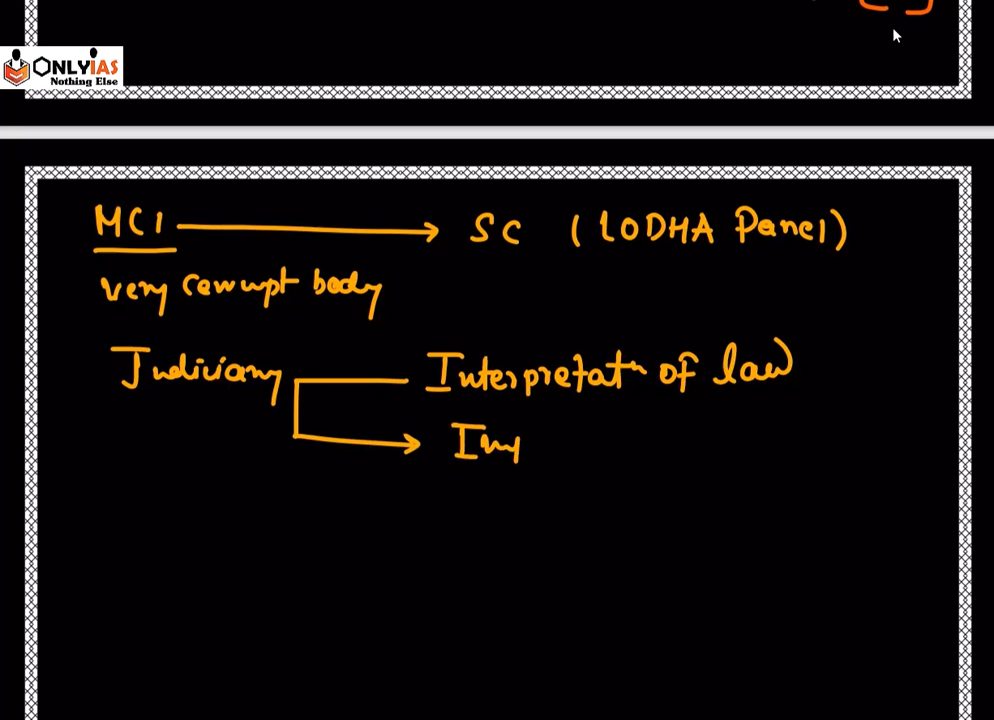 ONLYIAS
Nothing Else
MCI → SC (LODHA Panel)
very corrupt body
Judiciary Interpretatn of law
Imp